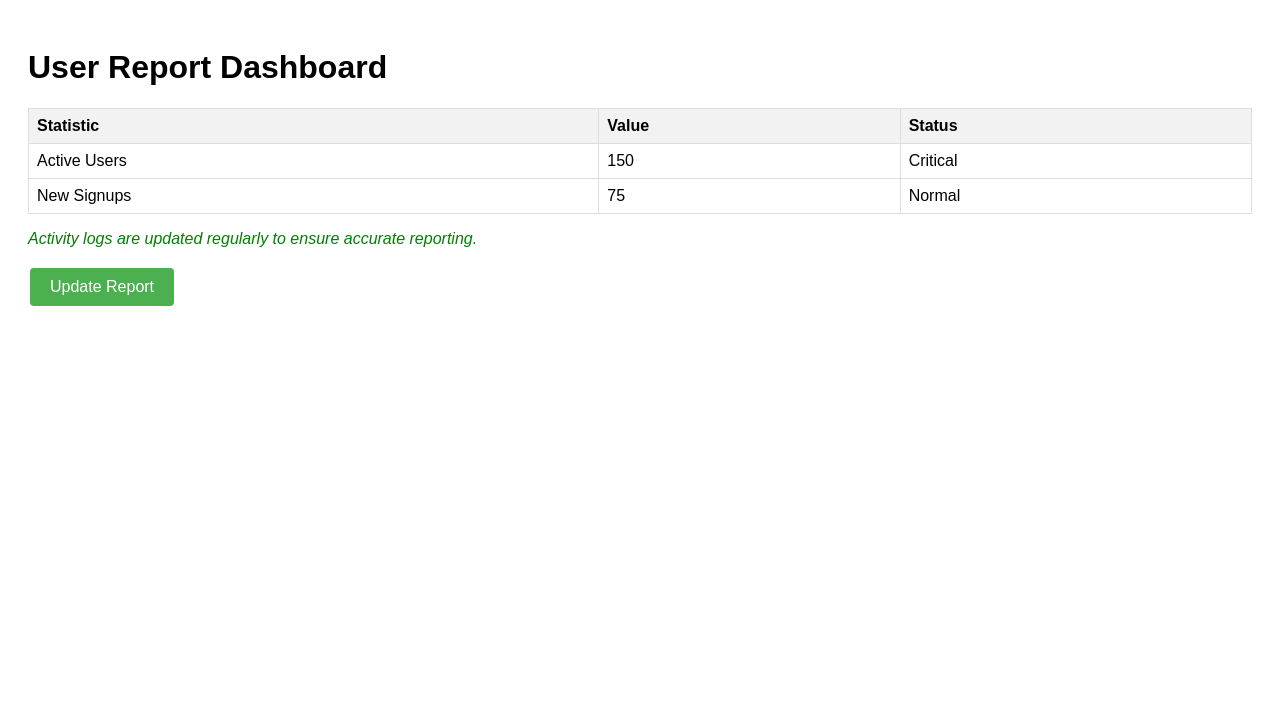 User Report Dashboard
Statistic Value Status
Active Users 150 Critical
New Signups 75 Normal
Activity logs are updated regularly to ensure accurate reporting.
Update Report